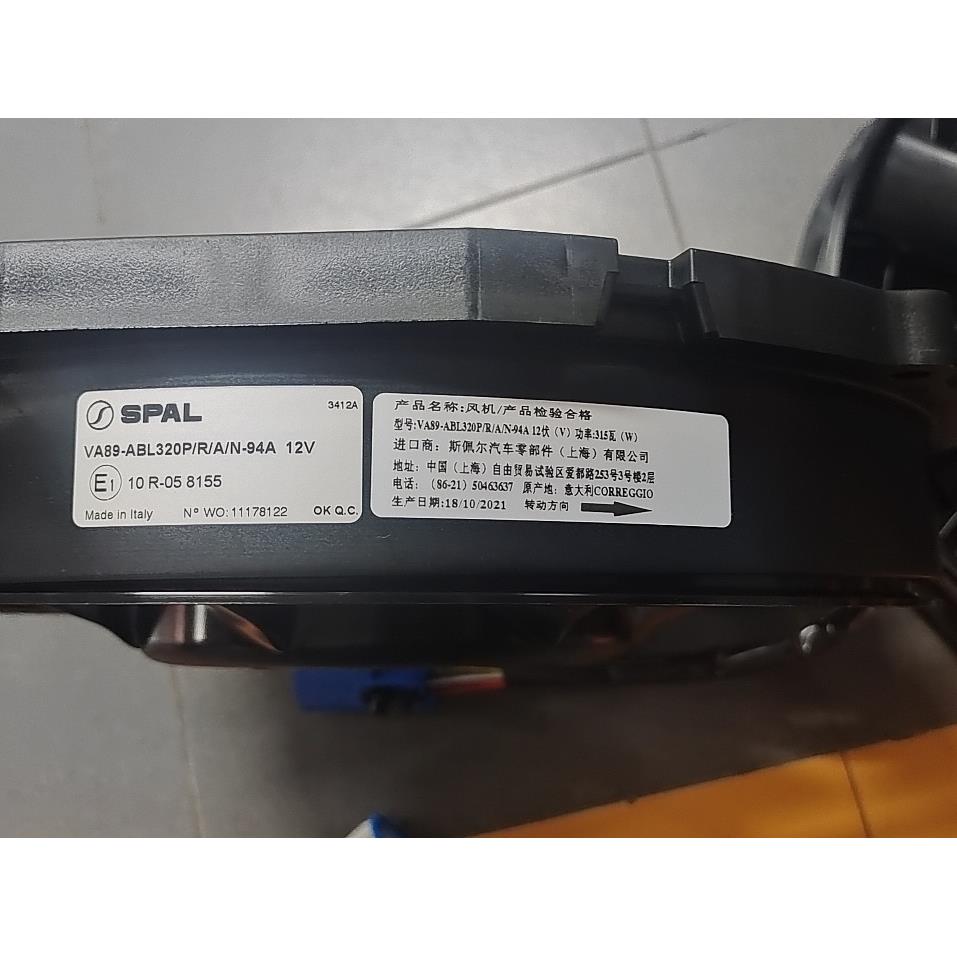 SPAL 3412A
VA89-ABL320P/R/A/N-94A 12V
E1 10 R-05 8155
Made in Italy N° WO: 11178122 OK Q.C.
产品名称:风机/产品检验合格
型号:VA89-ABL320P/R/A/N-94A 12伏（V）功率:315瓦（W）
进口商：斯佩尔汽车零部件（上海）有限公司
地址：中国（上海）自由贸易试验区爱都路253号3号楼2层
电话：（86-21）50463637 原产地：意大利CORREGGIO
生产日期:18/10/2021 转动方向